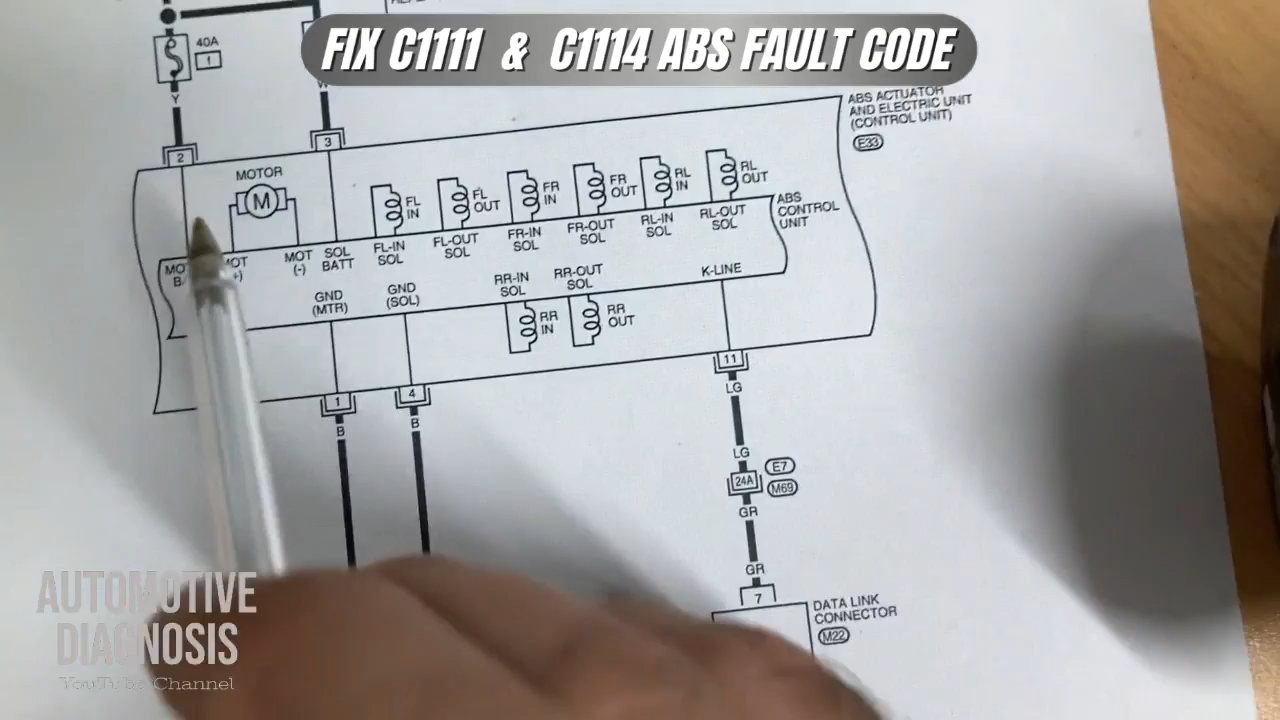 FIX C1111 & C1114 ABS FAULT CODE
40A
1
Y
2
3
ABS ACTUATOR
AND ELECTRIC UNIT
(CONTROL UNIT)
E33
MOTOR
M
FL
IN
FL
OUT
FR
IN
FR
OUT
RL
IN
RL
OUT
ABS
CONTROL
UNIT
MOT
(-)
SOL
BATT
FL-IN
SOL
FL-OUT
SOL
FR-IN
SOL
FR-OUT
SOL
RL-IN
SOL
RL-OUT
SOL
GND
(MTR)
GND
(SOL)
RR-IN
SOL
RR-OUT
SOL
K-LINE
RR
IN
RR
OUT
1
4
11
B
B
LG
LG
24A
E7
M69
GR
GR
7
DATA LINK
CONNECTOR
M22
AUTOMOTIVE
DIAGNOSIS
YouTube Channel